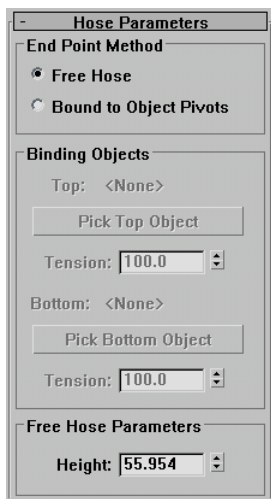 - Hose Parameters
End Point Method
Free Hose
Bound to Object Pivots
Binding Objects
Top: <None>
Pick Top Object
Tension: 100.0
Bottom: <None>
Pick Bottom Object
Tension: 100.0
Free Hose Parameters
Height: 55.954